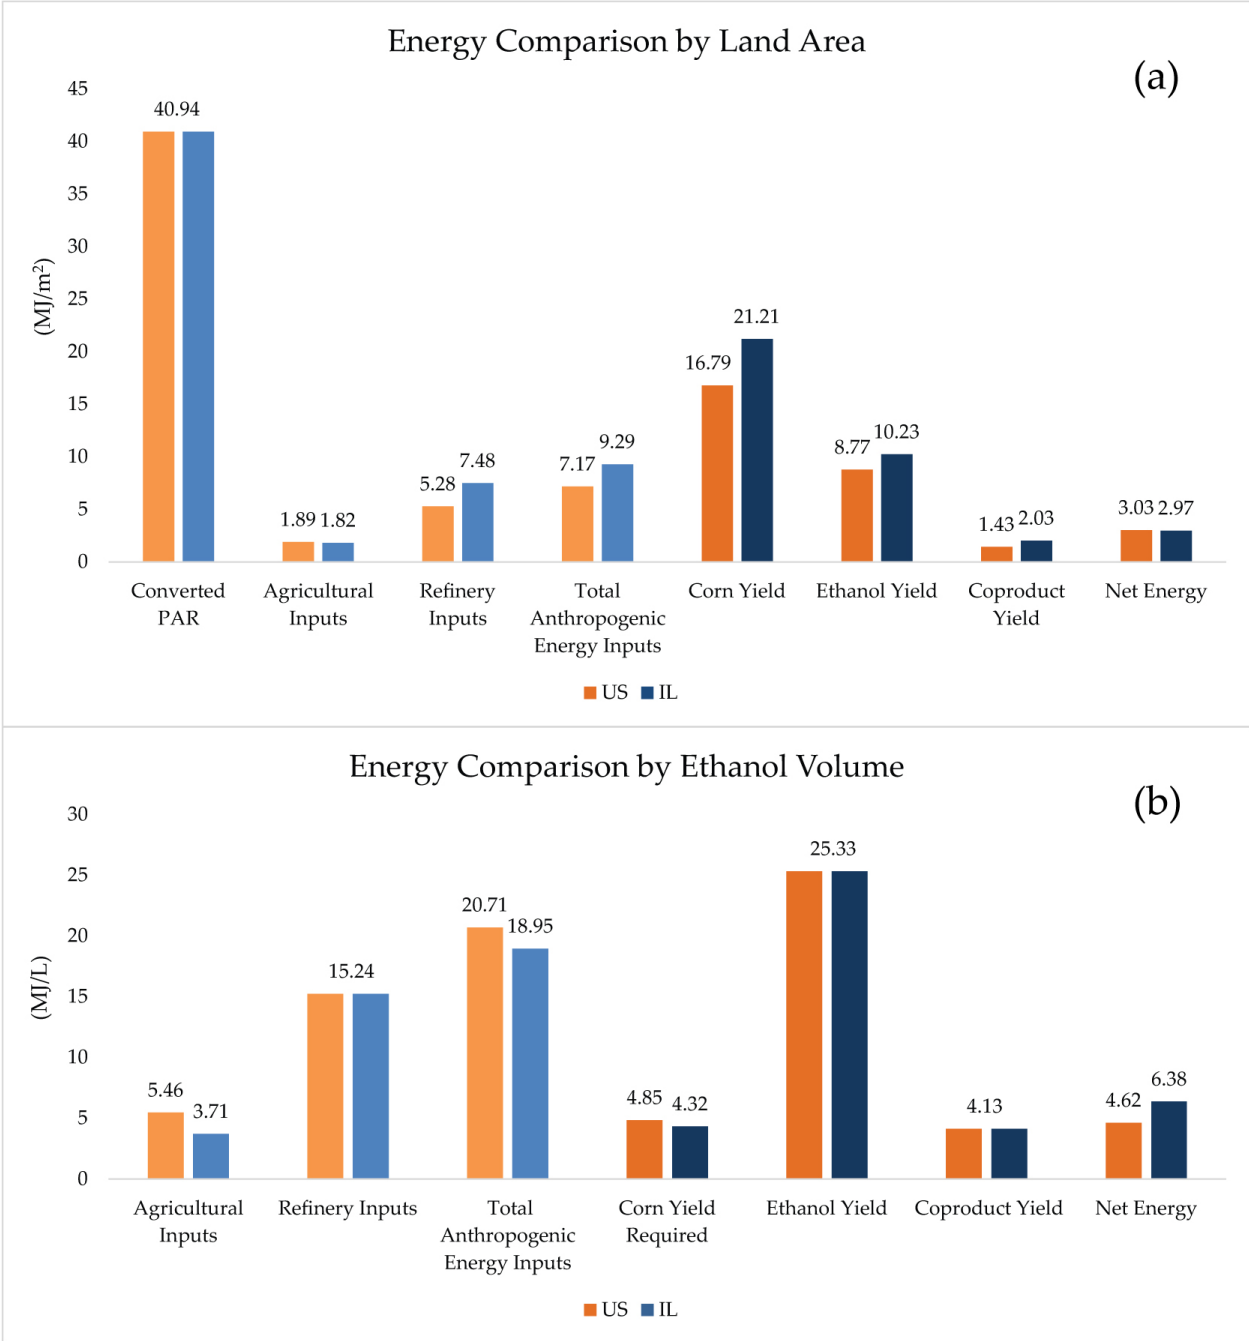 Energy Comparison by Land Area
(a)
45
40
35
30
25
20
15
10
5
0
(MJ/m²)
40.94
1.89 1.82
5.28
7.48
7.17
9.29
16.79
21.21
8.77
10.23
1.43
2.03
3.03 2.97
Converted
PAR
Agricultural
Inputs
Refinery
Inputs
Total
Anthropogenic
Energy Inputs
Corn Yield
Ethanol Yield
Coproduct
Yield
Net Energy
US IL
Energy Comparison by Ethanol Volume
(b)
30
25
20
15
10
5
0
(MJ/L)
5.46
3.71
15.24
20.71
18.95
4.85
4.32
25.33
4.13
4.62
6.38
Agricultural
Inputs
Refinery Inputs
Total
Anthropogenic
Energy Inputs
Corn Yield
Required
Ethanol Yield
Coproduct Yield
Net Energy
US IL